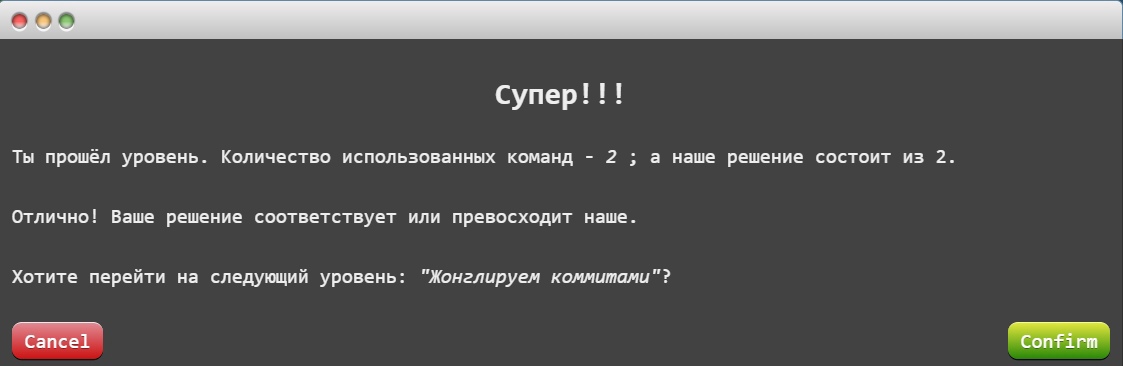 Супер!!!
Ты прошёл уровень. Количество использованных команд - 2 ; а наше решение состоит из 2.
Отлично! Ваше решение соответствует или превосходит наше.
Хотите перейти на следующий уровень: "Жонглируем коммитами"?
Cancel
Confirm